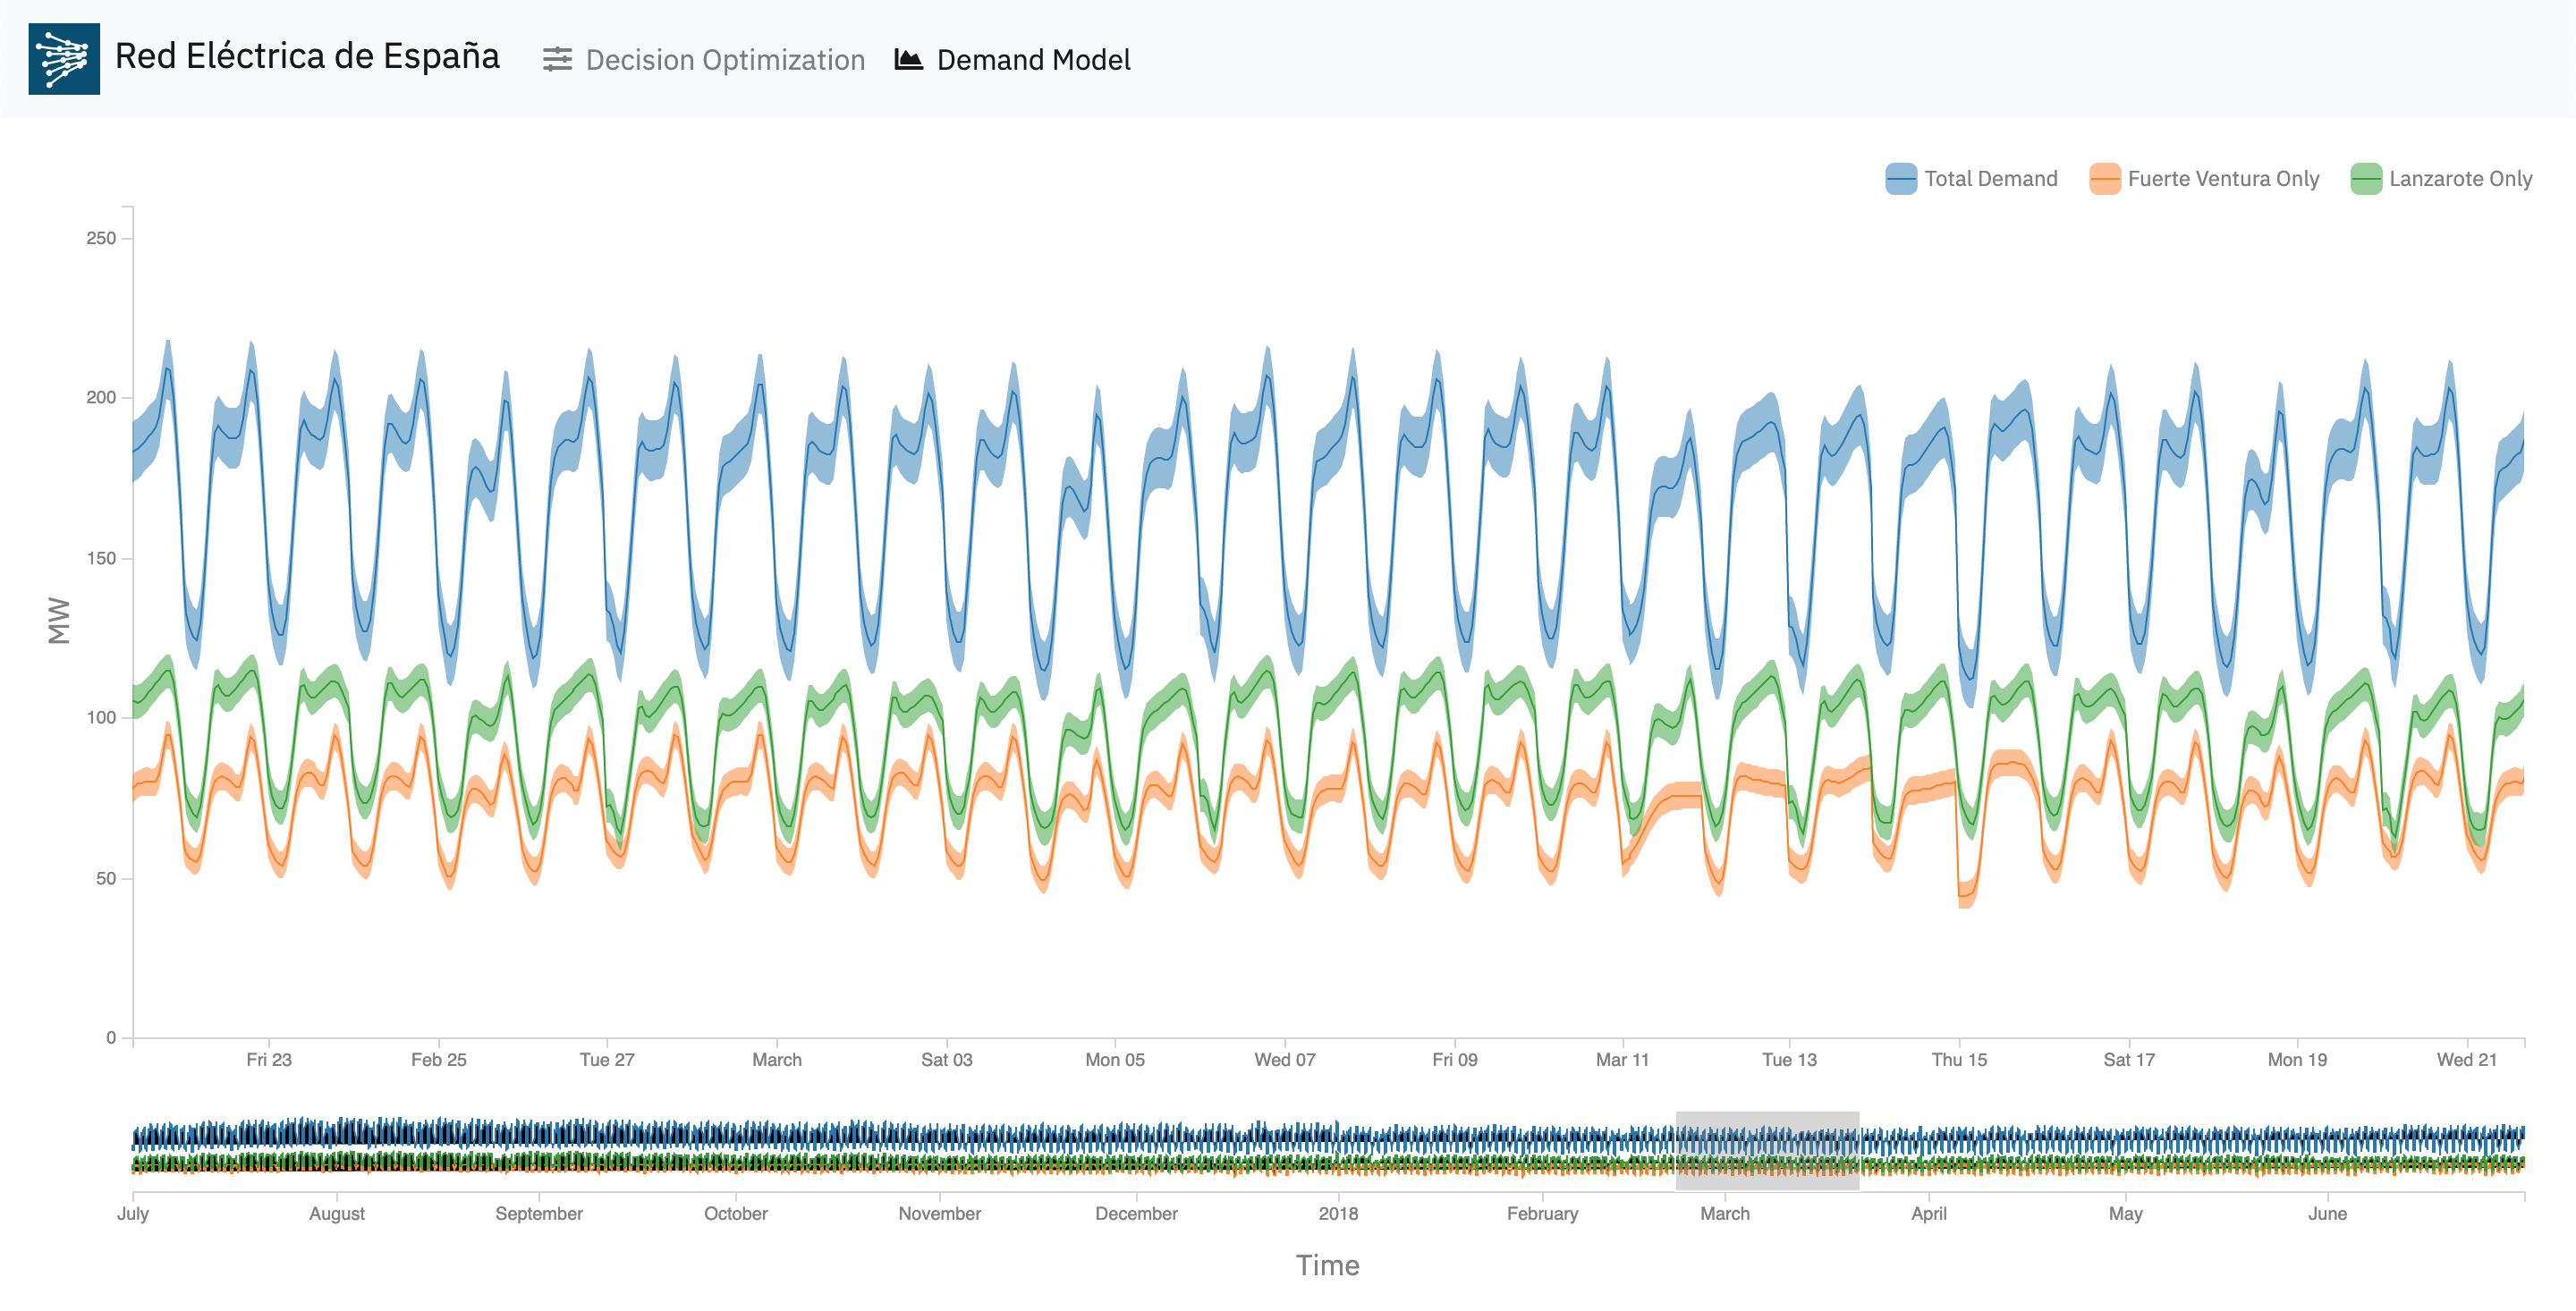 Red Eléctrica de España Decision Optimization Demand Model
Total Demand Fuerte Ventura Only Lanzarote Only
250
200
150
100
50
0
MW
Fri 23 Feb 25 Tue 27 March Sat 03 Mon 05 Wed 07 Fri 09 Mar 11 Tue 13 Thu 15 Sat 17 Mon 19 Wed 21
July August September October November December 2018 February March April May June
Time